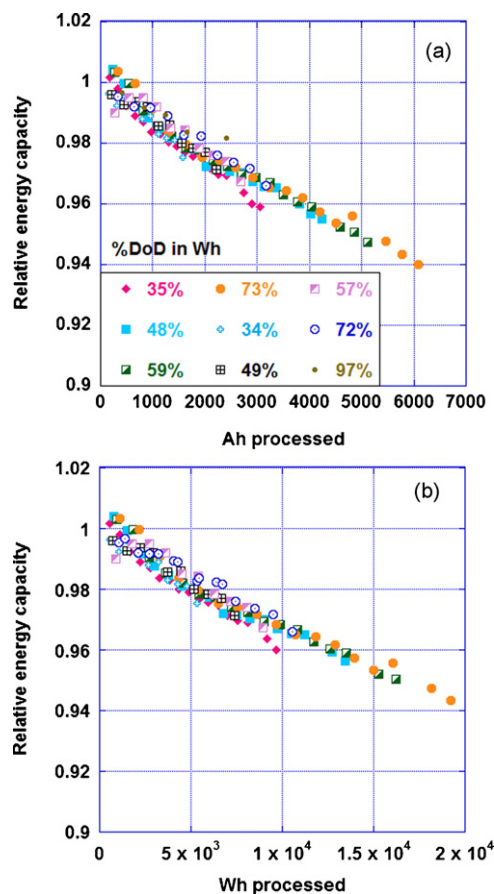 1.02
(a)
1
0.98
Relative energy capacity
0.96
0.94
%DoD in Wh
35% 73% 57%
48% 34% 72%
59% 49% 97%
0.92
0.9
0 1000 2000 3000 4000 5000 6000 7000
Ah processed
1.02
(b)
1
0.98
Relative energy capacity
0.96
0.94
0.92
0.9
0 5 x 10³ 1 x 10⁴ 2 x 10⁴ 2 x 10⁴
Wh processed